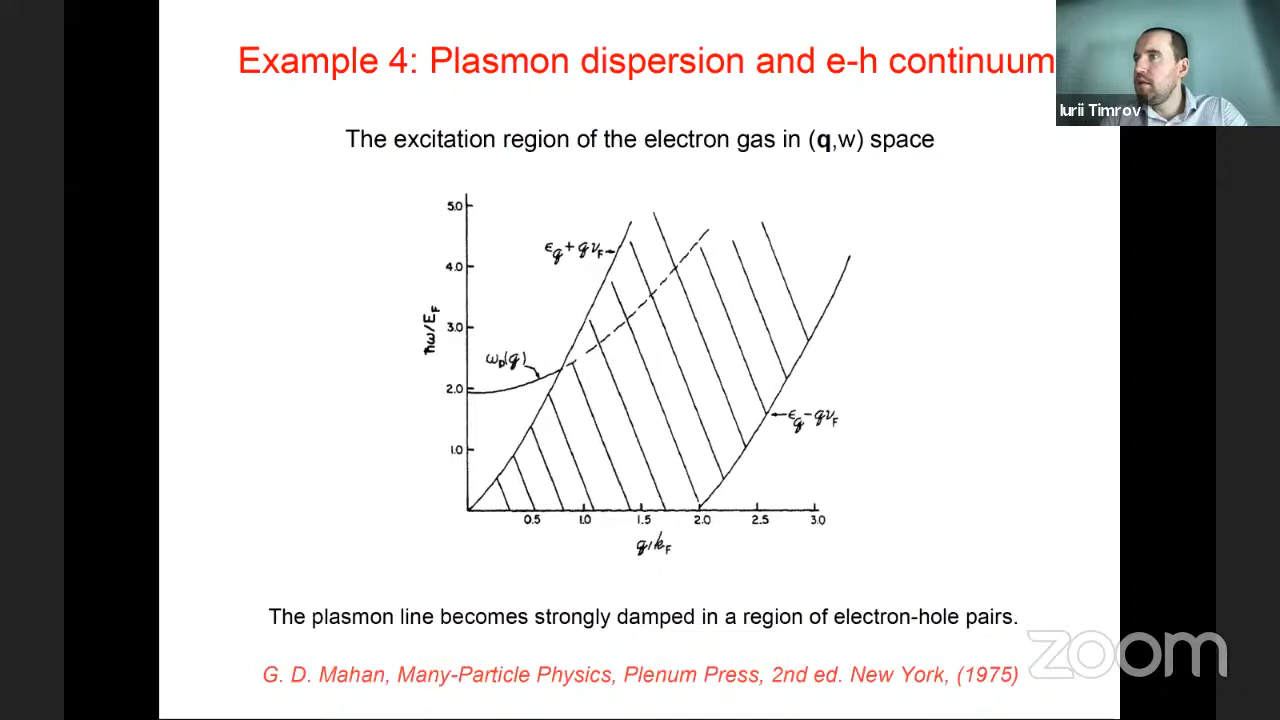 Example 4: Plasmon dispersion and e-h continuum
Iurii Timrov
The excitation region of the electron gas in (q,w) space
5.0
4.0
3.0
2.0
1.0
ħω/E_F
ε_q + qv_F
ω_p(q)
ε_q - qv_F
0.5 1.0 1.5 2.0 2.5 3.0
q/k_F
The plasmon line becomes strongly damped in a region of electron-hole pairs.
G. D. Mahan, Many-Particle Physics, Plenum Press, 2nd ed. New York, (1975)
zoom